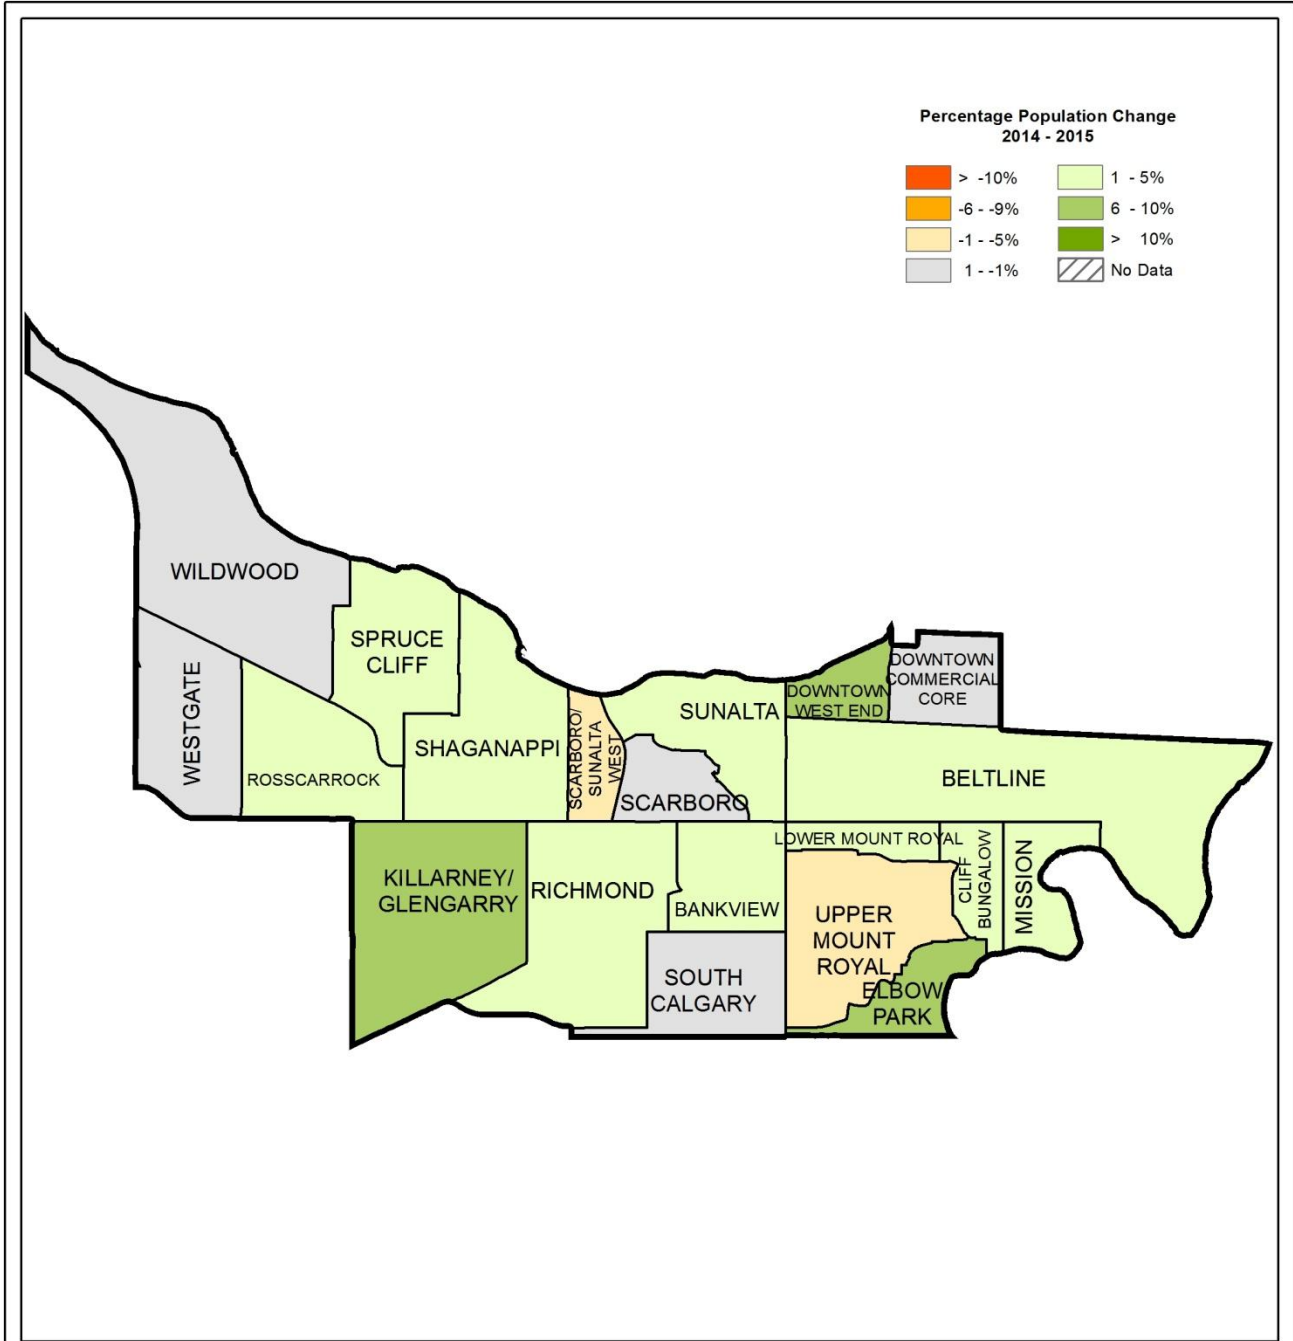 Percentage Population Change
2014 - 2015
> -10%
-6 - -9%
-1 - -5%
1 - -1%
1 - 5%
6 - 10%
> 10%
No Data
WILDWOOD
SPRUCE
CLIFF
WESTGATE
ROSSCARROCK
SHAGANAPPI
SCARBORO/
SUNALTA
WEST
SUNALTA
SCARBORO
DOWNTOWN
WEST END
DOWNTOWN
COMMERCIAL
CORE
BELTLINE
KILLARNEY/
GLENGARRY
RICHMOND
BANKVIEW
LOWER MOUNT ROYAL
CLIFF
BUNGALOW
MISSION
UPPER
MOUNT
ROYAL
SOUTH
CALGARY
ELBOW
PARK